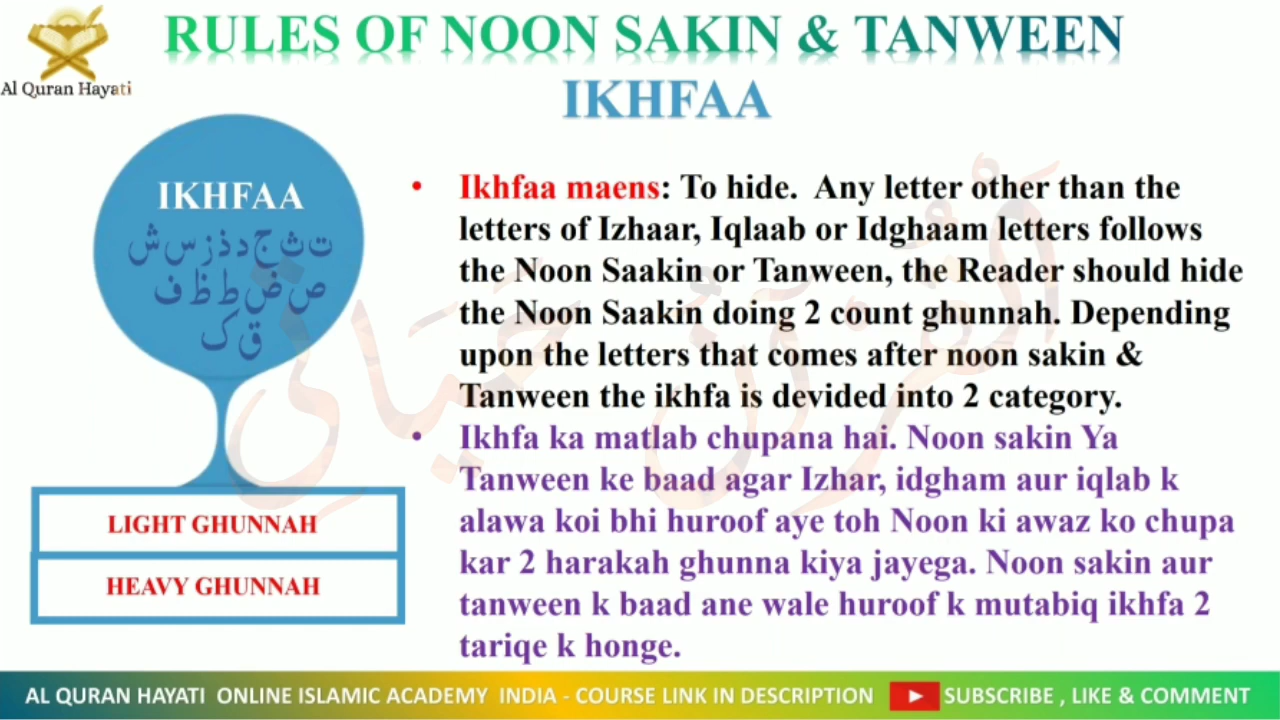 RULES OF NOON SAKIN & TANWEEN
IKHFAA
Al Quran Hayati
IKHFAA
ت ث ج د ذ ز س ش
ص ض ط ظ ف
ق ک
LIGHT GHUNNAH
HEAVY GHUNNAH
• Ikhfaa maens: To hide. Any letter other than the
letters of Izhaar, Iqlaab or Idghaam letters follows
the Noon Saakin or Tanween, the Reader should hide
the Noon Saakin doing 2 count ghunnah. Depending
upon the letters that comes after noon sakin &
Tanween the ikhfa is devided into 2 category.
• Ikhfa ka matlab chupana hai. Noon sakin Ya
Tanween ke baad agar Izhar, idgham aur iqlab k
alawa koi bhi huroof aye toh Noon ki awaz ko chupa
kar 2 harakah ghunna kiya jayega. Noon sakin aur
tanween k baad ane wale huroof k mutabiq ikhfa 2
tariqe k honge.
القرآن حياتي
AL QURAN HAYATI ONLINE ISLAMIC ACADEMY INDIA - COURSE LINK IN DESCRIPTION SUBSCRIBE , LIKE & COMMENT